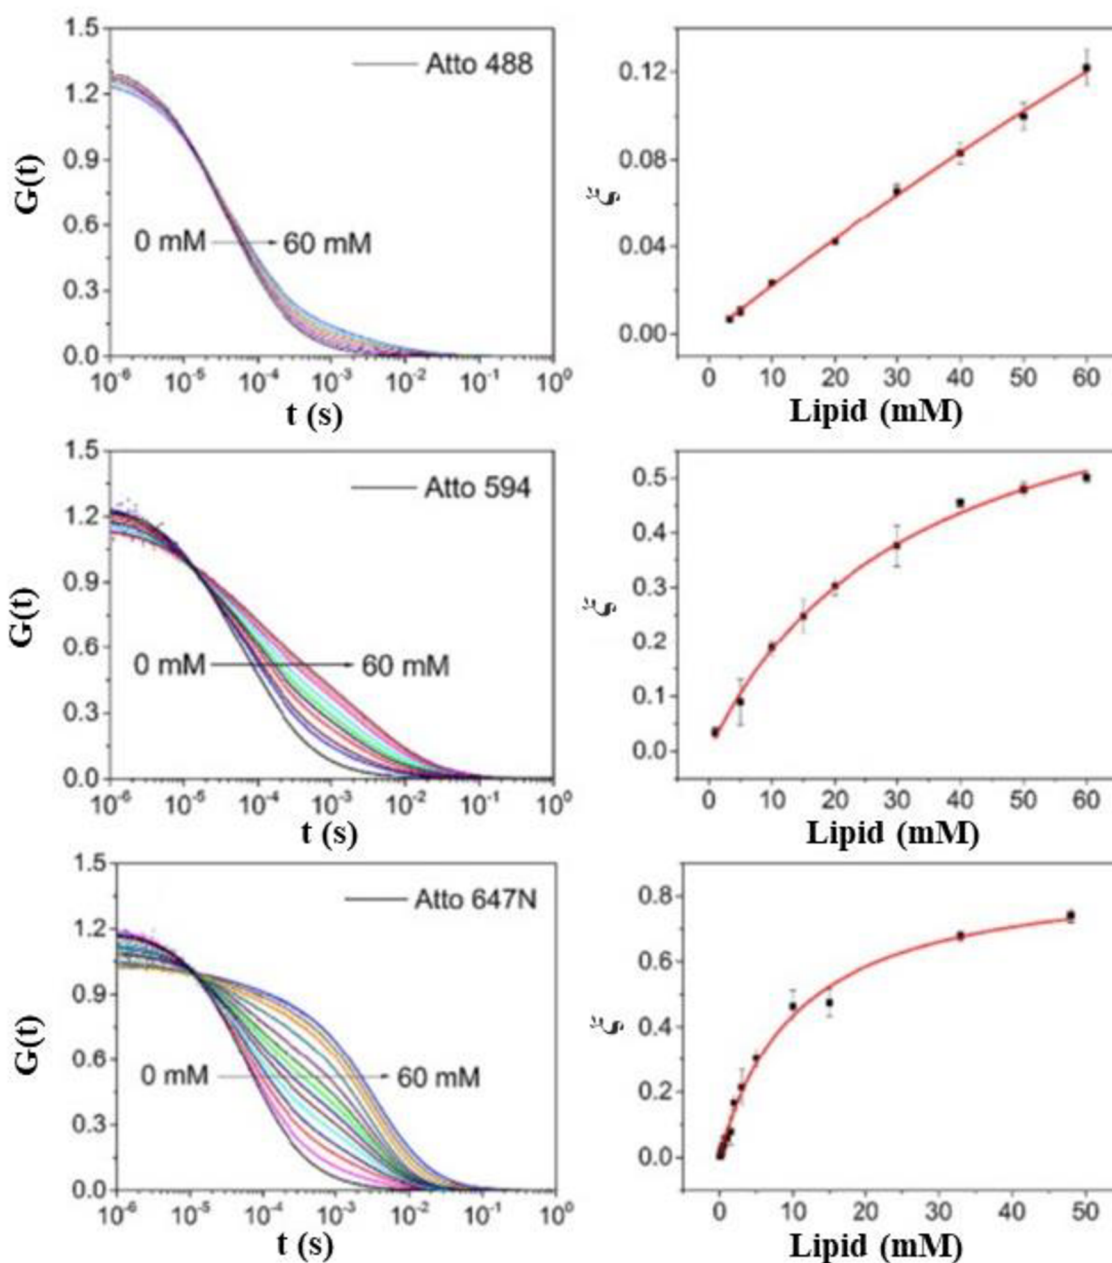 1.5
1.2
0.9
0.6
0.3
0.0
G(t)
Atto 488
0 mM 60 mM
10⁻⁶ 10⁻⁵ 10⁻⁴ 10⁻³ 10⁻² 10⁻¹ 10⁰
t (s)
0.12
0.08
0.04
0.00
ξ
0 10 20 30 40 50 60
Lipid (mM)
1.5
1.2
0.9
0.6
0.3
0.0
G(t)
Atto 594
0 mM 60 mM
10⁻⁶ 10⁻⁵ 10⁻⁴ 10⁻³ 10⁻² 10⁻¹ 10⁰
t (s)
0.5
0.4
0.3
0.2
0.1
0.0
ξ
0 10 20 30 40 50 60
Lipid (mM)
1.5
1.2
0.9
0.6
0.3
0.0
G(t)
Atto 647N
0 mM 60 mM
10⁻⁶ 10⁻⁵ 10⁻⁴ 10⁻³ 10⁻² 10⁻¹ 10⁰
t (s)
0.8
0.6
0.4
0.2
0.0
ξ
0 10 20 30 40 50
Lipid (mM)